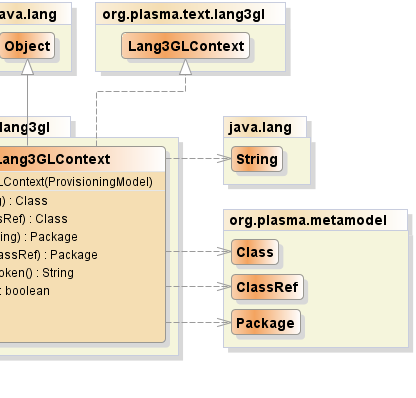 ava.lang
Object
org.plasma.text.lang3gl
Lang3GLContext
lang3gl
Lang3GLContext
LContext(ProvisioningModel)
g) : Class
sRef) : Class
ing) : Package
assRef) : Package
oken() : String
: boolean
java.lang
String
org.plasma.metamodel
Class
ClassRef
Package